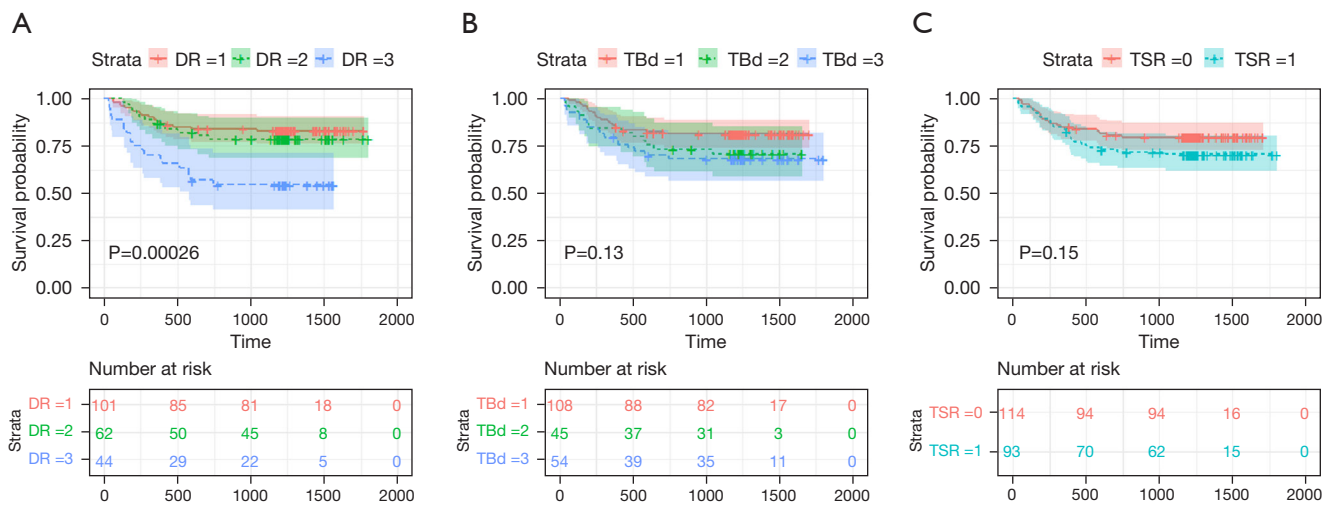 A
Strata DR =1 DR =2 DR =3
Survival probability
1.00
0.75
0.50
0.25
0.00
P=0.00026
0 500 1000 1500 2000
Time
Number at risk
Strata
DR =1 101 85 81 18 0
DR =2 62 50 45 8 0
DR =3 44 29 22 5 0
0 500 1000 1500 2000
B
Strata TBd =1 TBd =2 TBd =3
Survival probability
1.00
0.75
0.50
0.25
0.00
P=0.13
0 500 1000 1500 2000
Time
Number at risk
Strata
TBd =1 108 88 82 17 0
TBd =2 45 37 31 3 0
TBd =3 54 39 35 11 0
0 500 1000 1500 2000
C
Strata TSR =0 TSR =1
Survival probability
1.00
0.75
0.50
0.25
0.00
P=0.15
0 500 1000 1500 2000
Time
Number at risk
Strata
TSR =0 114 94 94 16 0
TSR =1 93 70 62 15 0
0 500 1000 1500 2000